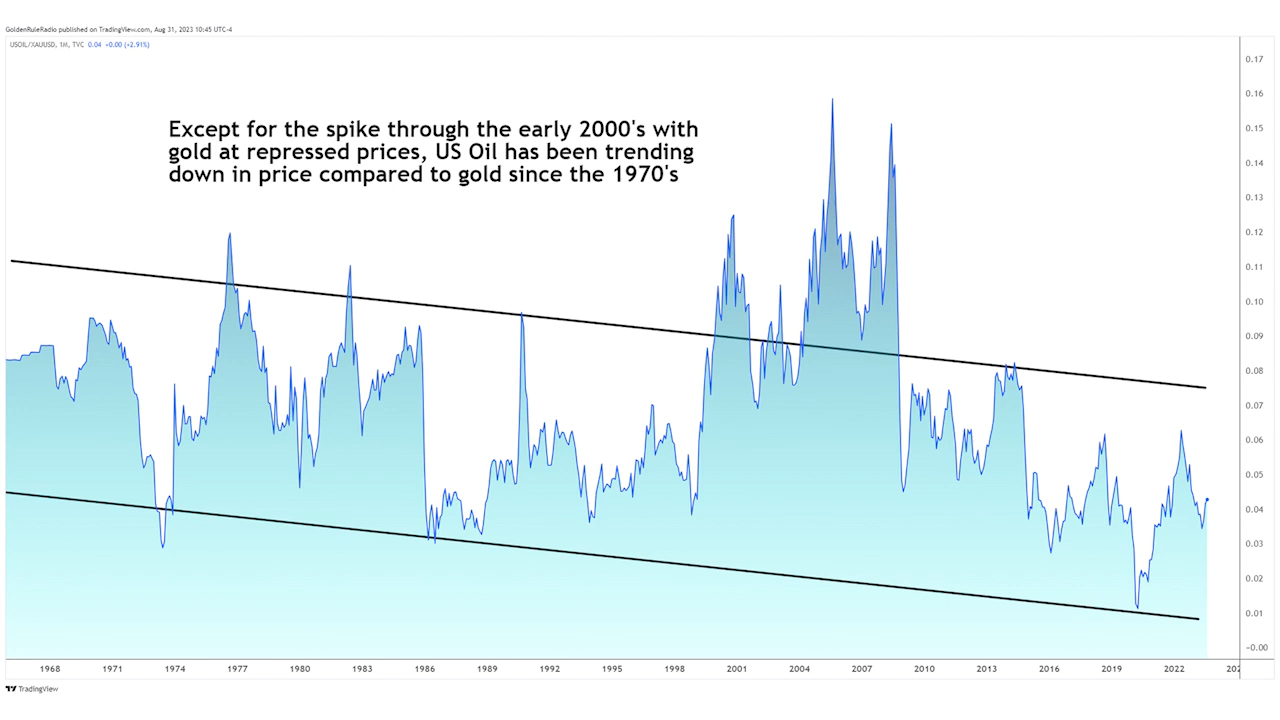 GoldenRuleRadio published on TradingView.com, Aug 31, 2023 10:45 UTC-4
USOIL/XAUUSD, 1M, TVC 0.04 +0.00 (+2.91%)
Except for the spike through the early 2000's with
gold at repressed prices, US Oil has been trending
down in price compared to gold since the 1970's
0.17
0.16
0.15
0.14
0.13
0.12
0.11
0.10
0.09
0.08
0.07
0.06
0.05
0.04
0.03
0.02
0.01
−0.00
1968 1971 1974 1977 1980 1983 1986 1989 1992 1995 1998 2001 2004 2007 2010 2013 2016 2019 2022
TradingView